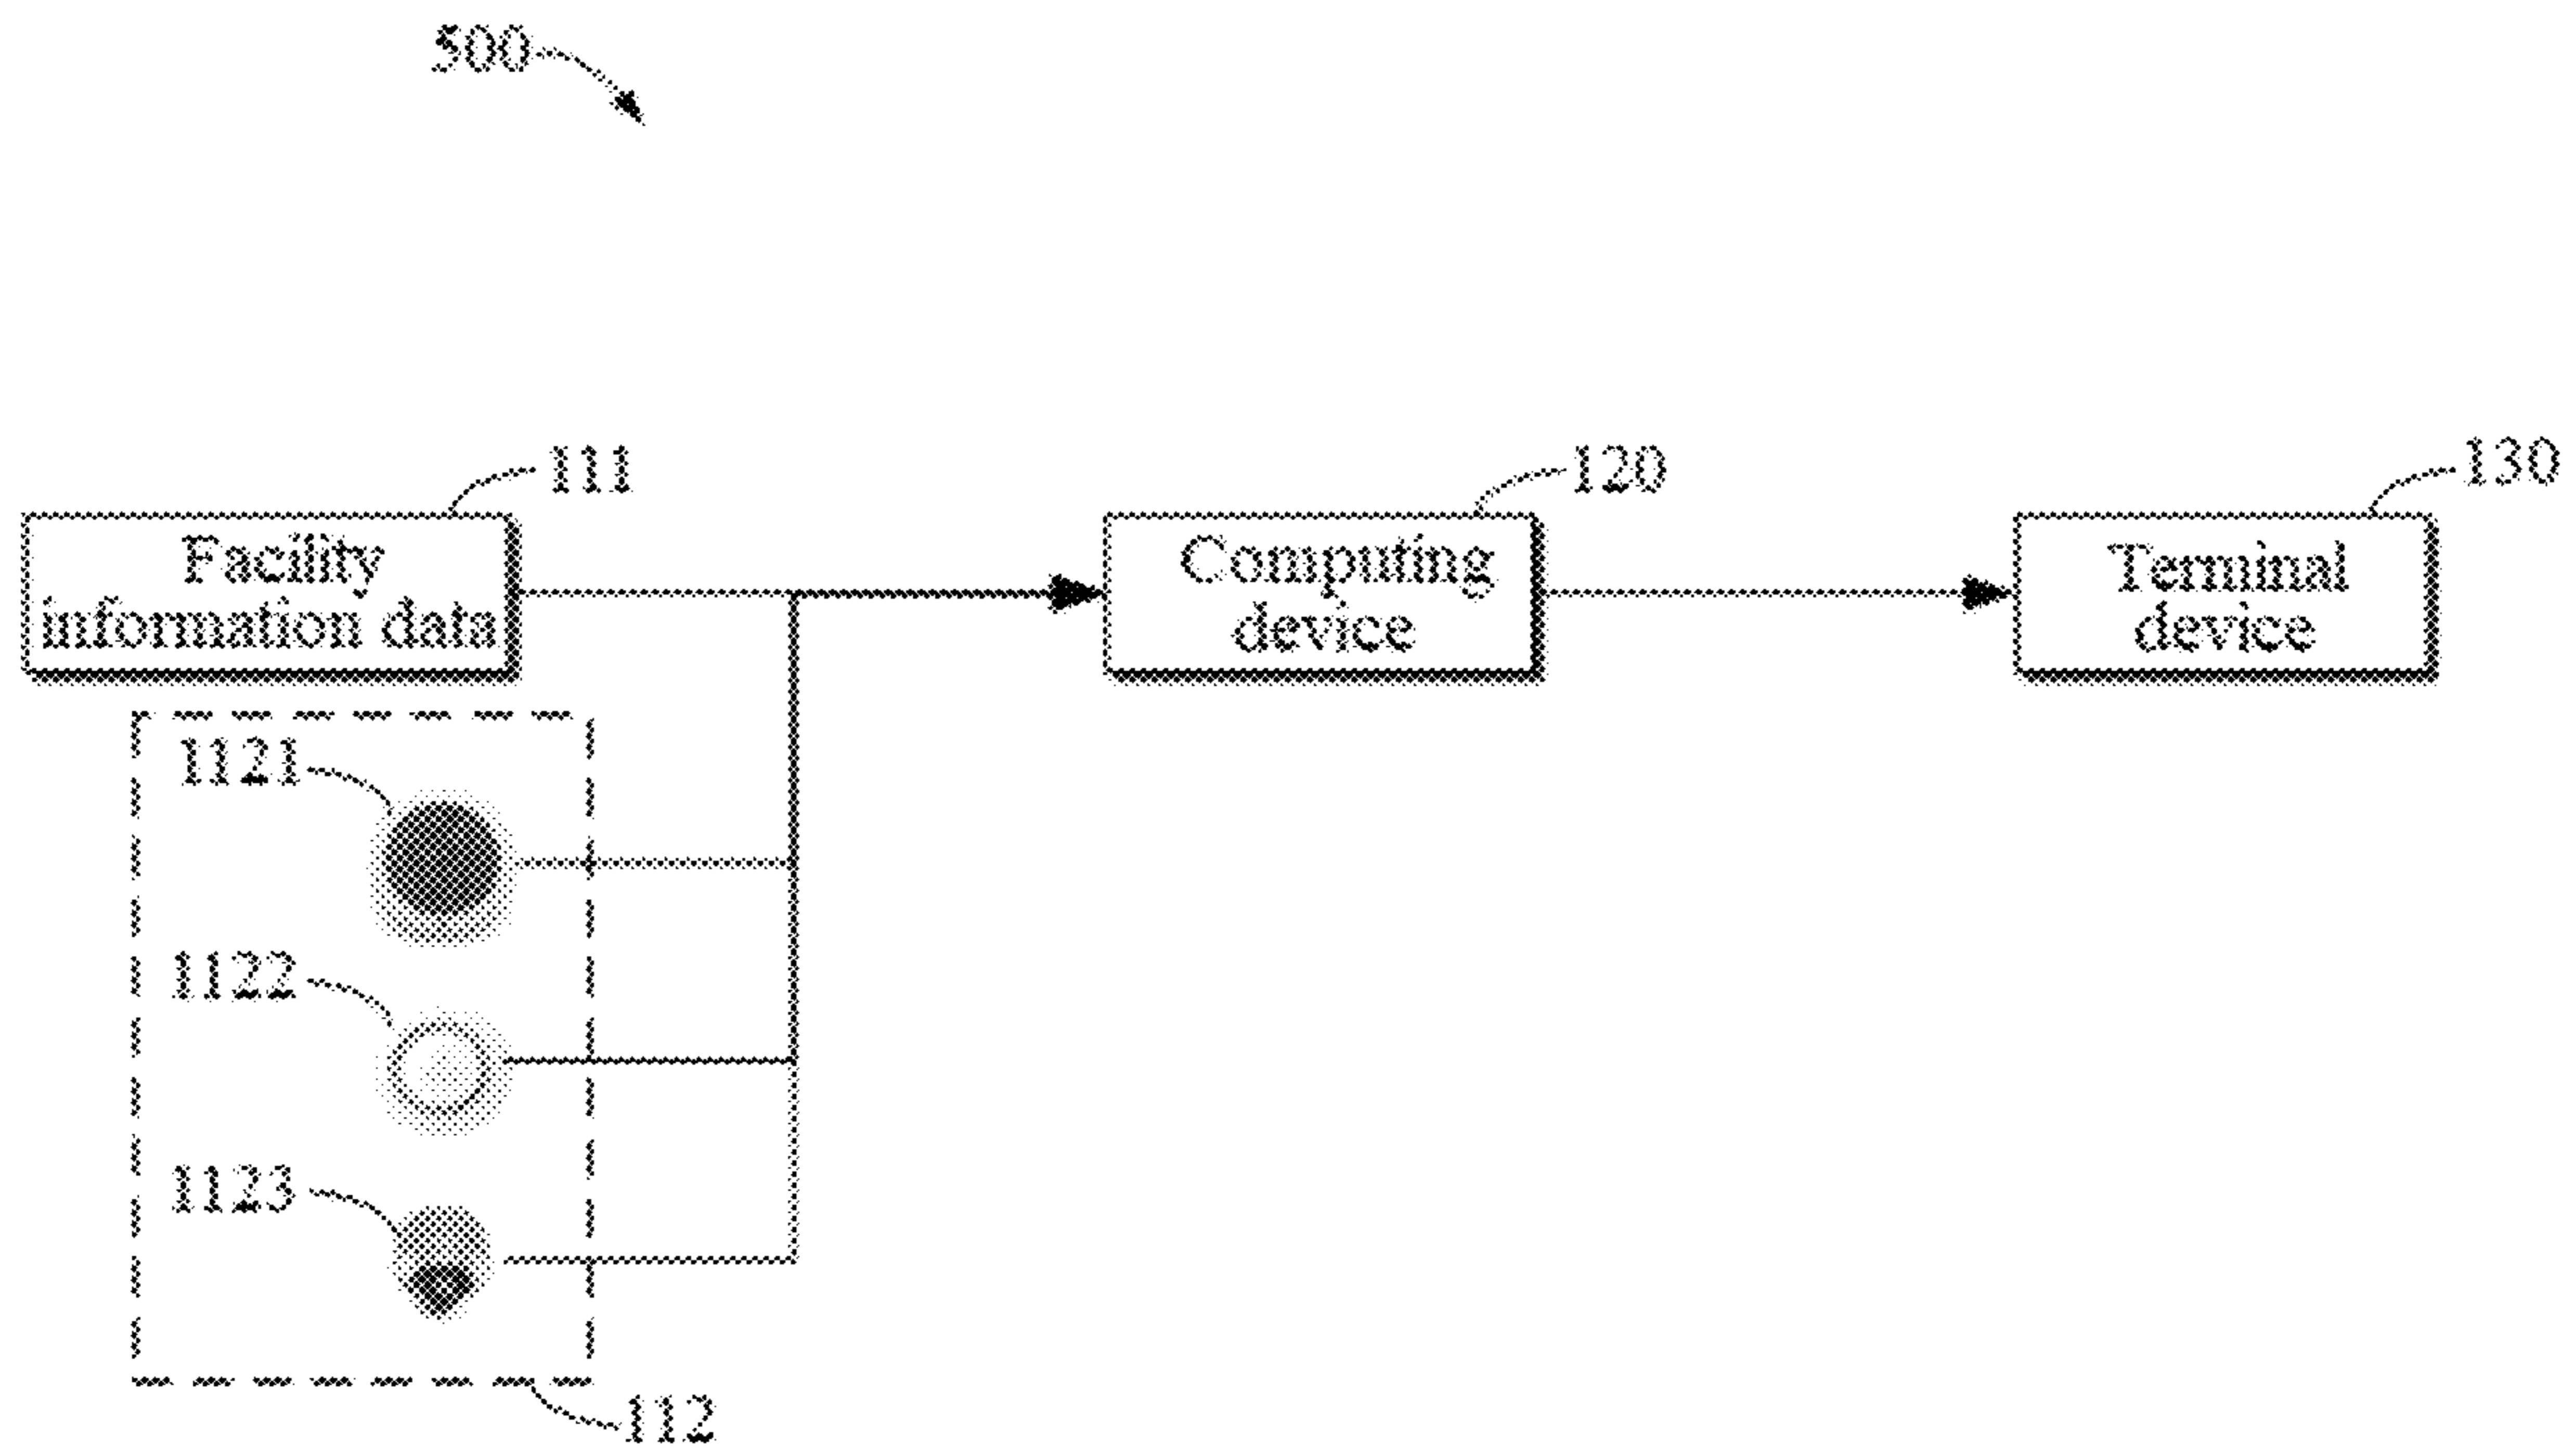 500
111
120
130
Facility
information data
Computing
device
Terminal
device
1121
1122
1123
112